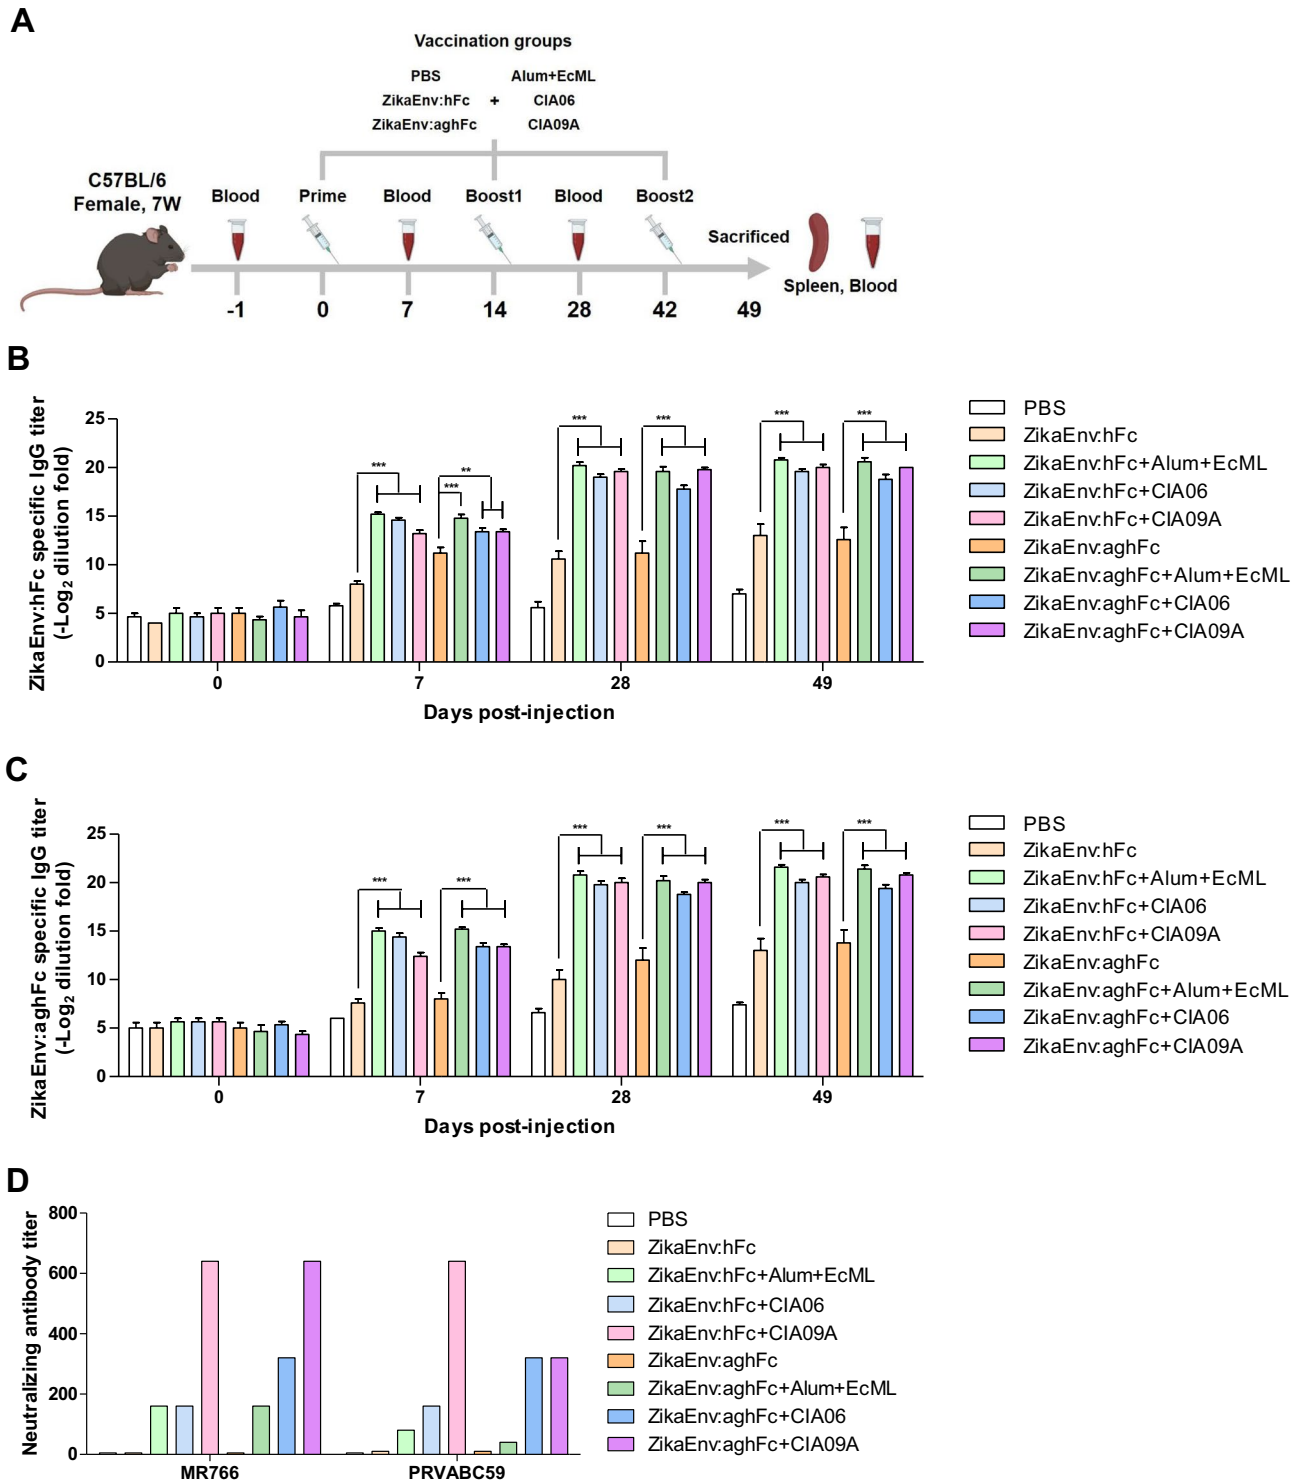 A
Vaccination groups
PBS
ZikaEnv:hFc
ZikaEnv:aghFc
+
Alum+EcML
CIA06
CIA09A
C57BL/6
Female, 7W
Blood
Prime
Blood
Boost1
Blood
Boost2
Sacrificed
Spleen, Blood
-1
0
7
14
28
42
49
B
ZikaEnv:hFc specific IgG titer
(-Log2 dilution fold)
25
20
15
10
5
0
***
***
**
***
***
***
***
0
7
28
49
Days post-injection
PBS
ZikaEnv:hFc
ZikaEnv:hFc+Alum+EcML
ZikaEnv:hFc+CIA06
ZikaEnv:hFc+CIA09A
ZikaEnv:aghFc
ZikaEnv:aghFc+Alum+EcML
ZikaEnv:aghFc+CIA06
ZikaEnv:aghFc+CIA09A
C
ZikaEnv:aghFc specific IgG titer
(-Log2 dilution fold)
25
20
15
10
5
0
***
***
***
***
***
***
0
7
28
49
Days post-injection
PBS
ZikaEnv:hFc
ZikaEnv:hFc+Alum+EcML
ZikaEnv:hFc+CIA06
ZikaEnv:hFc+CIA09A
ZikaEnv:aghFc
ZikaEnv:aghFc+Alum+EcML
ZikaEnv:aghFc+CIA06
ZikaEnv:aghFc+CIA09A
D
Neutralizing antibody titer
800
600
400
200
0
MR766
PRVABC59
PBS
ZikaEnv:hFc
ZikaEnv:hFc+Alum+EcML
ZikaEnv:hFc+CIA06
ZikaEnv:hFc+CIA09A
ZikaEnv:aghFc
ZikaEnv:aghFc+Alum+EcML
ZikaEnv:aghFc+CIA06
ZikaEnv:aghFc+CIA09A